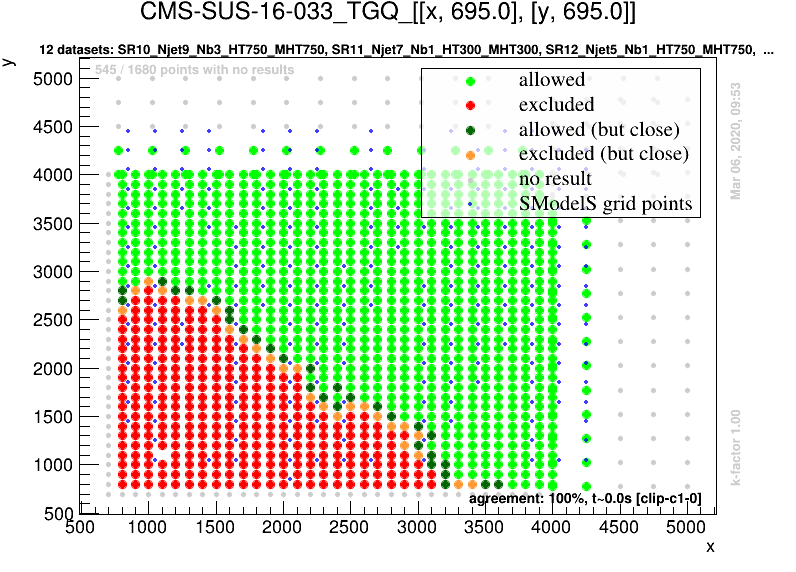 CMS-SUS-16-033_TGQ_[[x, 695.0], [y, 695.0]]
12 datasets: SR10_Njet9_Nb3_HT750_MHT750, SR11_Njet7_Nb1_HT300_MHT300, SR12_Njet5_Nb1_HT750_MHT750, ...
y
545 / 1680 points with no results
allowed
excluded
allowed (but close)
excluded (but close)
no result
SModelS grid points
5000
4500
4000
3500
3000
2500
2000
1500
1000
500
Mar 06, 2020, 09:53
k-factor 1.00
agreement: 100%, t~0.0s [clip-c1-0]
500 1000 1500 2000 2500 3000 3500 4000 4500 5000
x